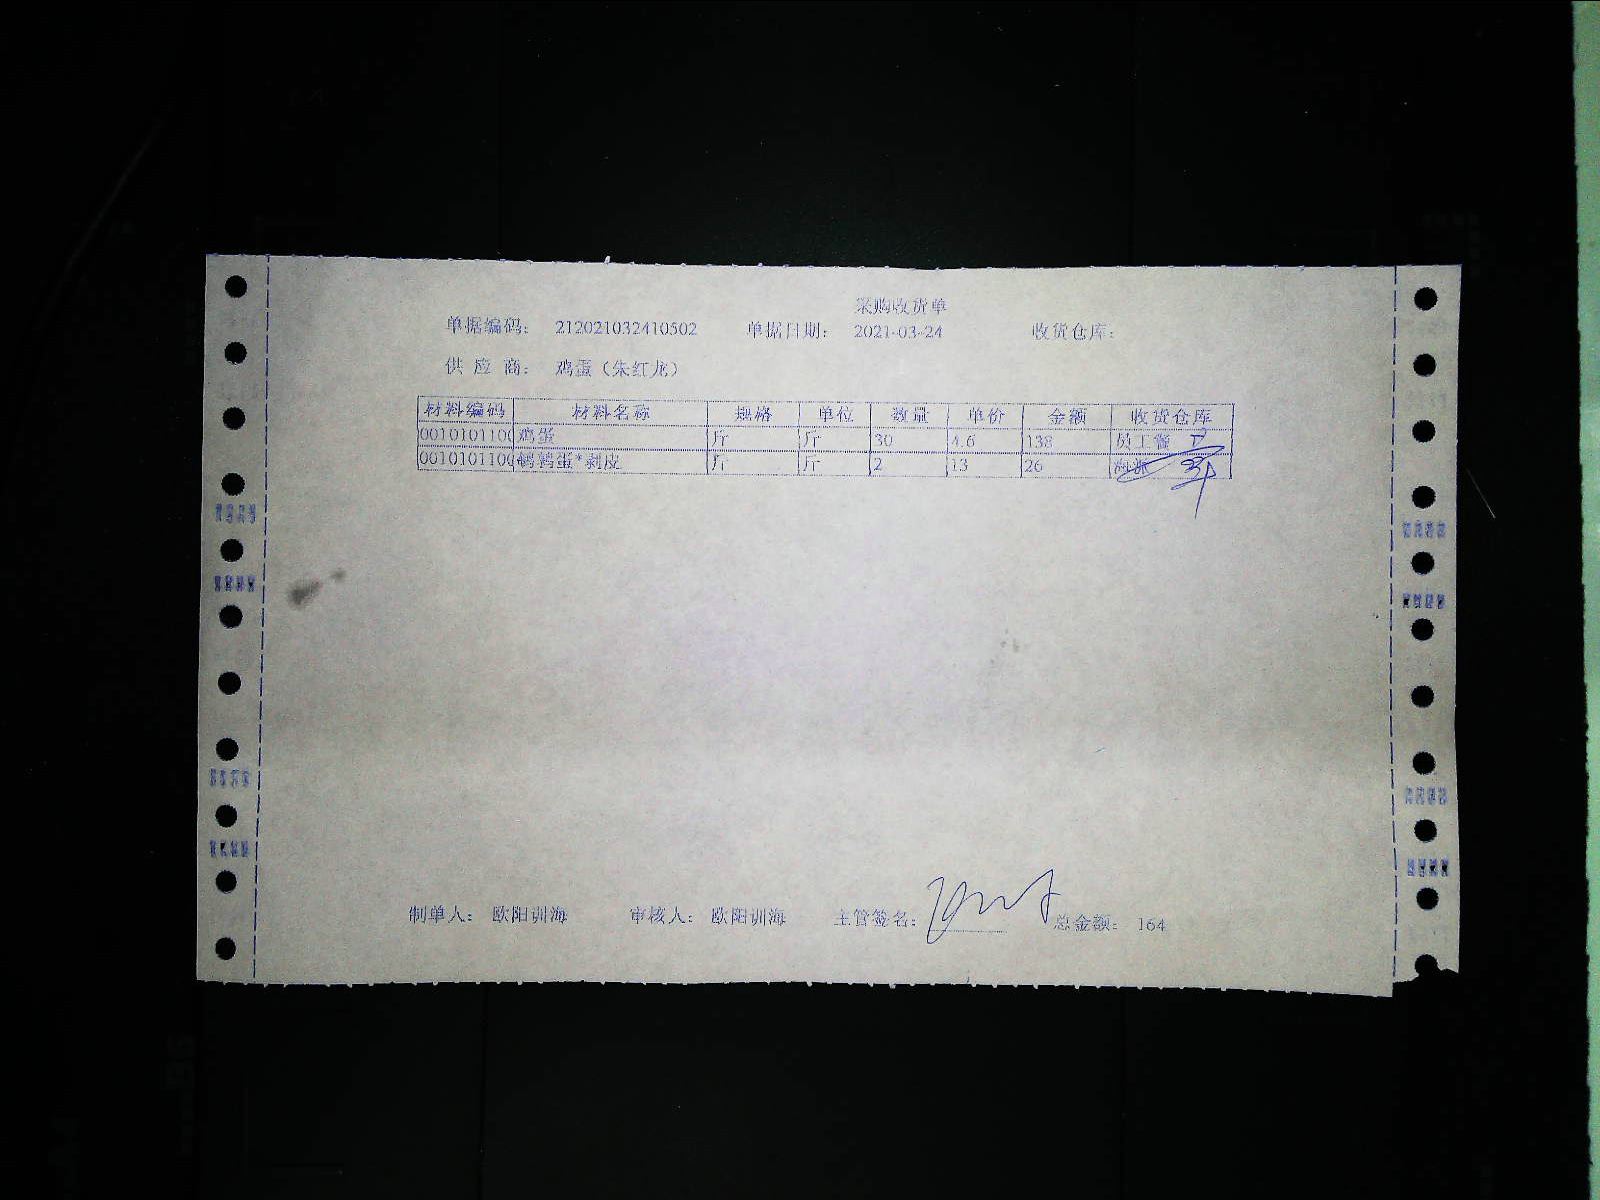 采购收货单
单据编码: 212021032410502 单据日期: 2021-03-24 收货仓库:
供 应 商: 鸡蛋（朱红龙）
材料编码 材料名称 规格 单位 数量 单价 金额 收货仓库
0010101100 鸡蛋 斤 斤 30 4.6 138 员工餐
0010101100 鹌鹑蛋*剥皮 斤 斤 2 13 26
制单人: 欧阳训海 审核人: 欧阳训海 主管签名: 总金额: 164